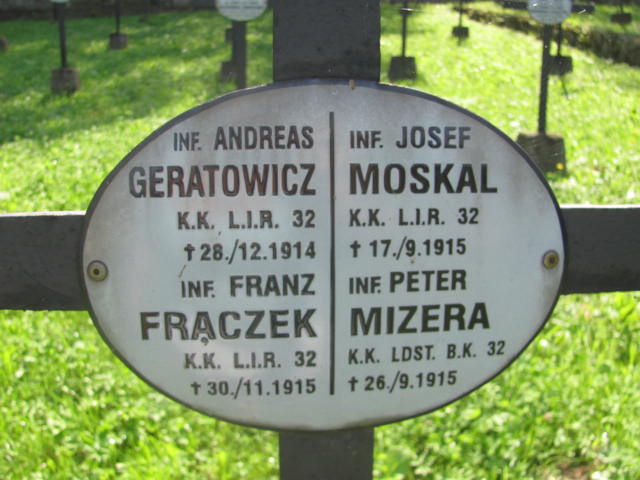 INF. ANDREAS
GERATOWICZ
K.K. L.I.R. 32
† 28./12.1914
INF. FRANZ
FRĄCZEK
K.K. L.I.R. 32
† 30./11.1915
INF. JOSEF
MOSKAL
K.K. L.I.R. 32
† 17./9.1915
INF. PETER
MIZERA
K.K. LDST. B.K. 32
† 26./9.1915